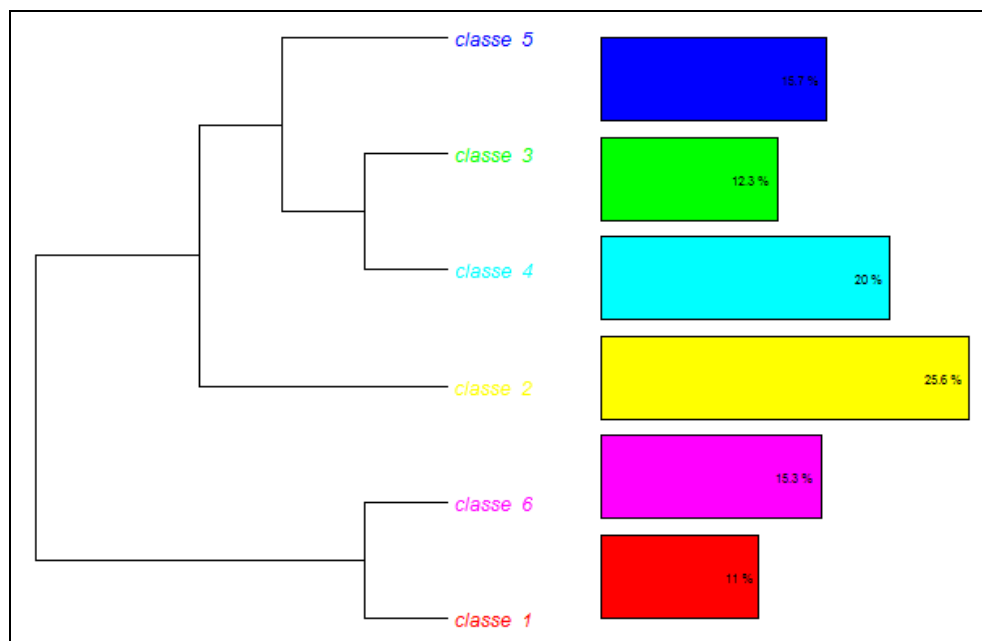 classe 5
15.7 %
classe 3
12.3 %
classe 4
20 %
classe 2
25.6 %
classe 6
15.3 %
classe 1
11 %